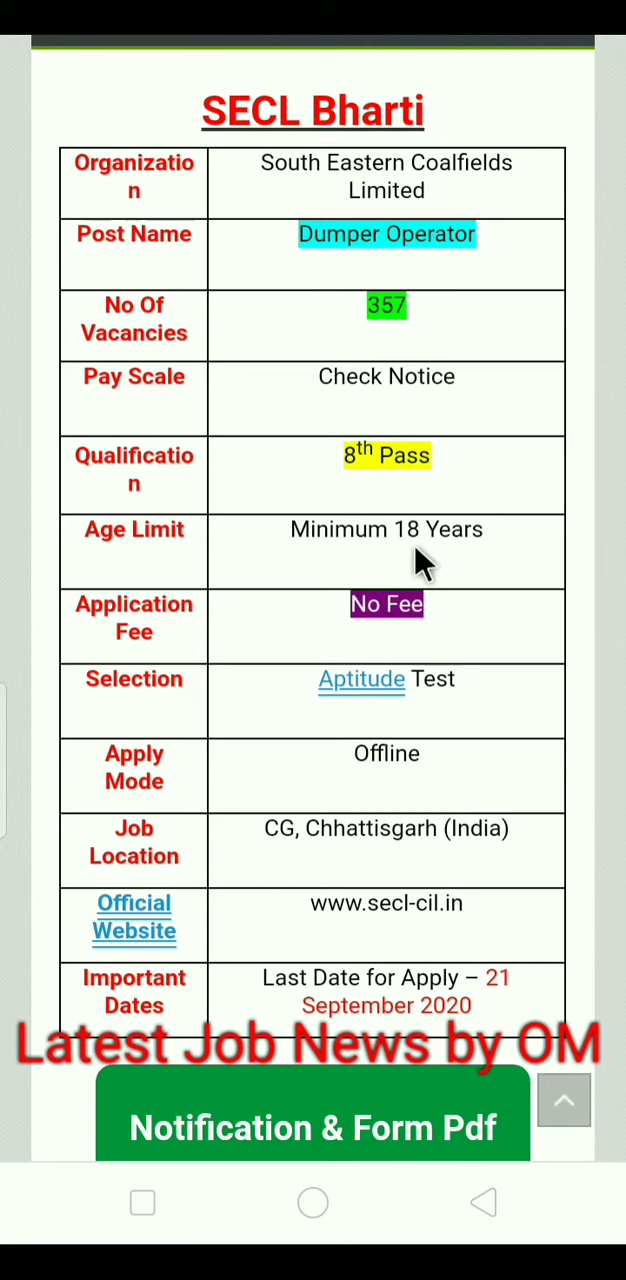 SECL Bharti
Organizatio
n
South Eastern Coalfields
Limited
Post Name
Dumper Operator
No Of
Vacancies
357
Pay Scale
Check Notice
Qualificatio
n
8th Pass
Age Limit
Minimum 18 Years
Application
Fee
No Fee
Selection
Aptitude Test
Apply
Mode
Offline
Job
Location
CG, Chhattisgarh (India)
Official
Website
www.secl-cil.in
Important
Dates
Last Date for Apply – 21
September 2020
Latest Job News by OM
Notification & Form Pdf